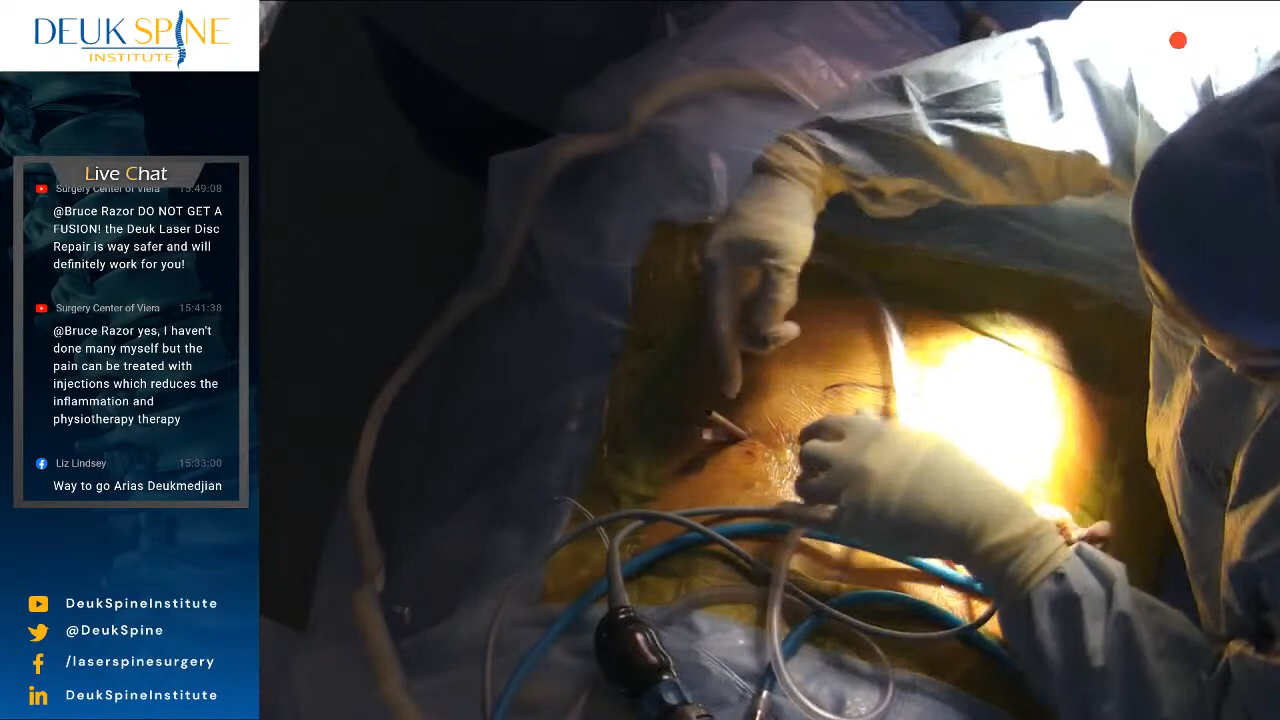 DEUK SPINE
INSTITUTE
Live Chat
Surgery Center of Viera 15:49:08
@Bruce Razor DO NOT GET A
FUSION! the Deuk Laser Disc
Repair is way safer and will
definitely work for you!
Surgery Center of Viera 15:41:38
@Bruce Razor yes, I haven't
done many myself but the
pain can be treated with
injections which reduces the
inflammation and
physiotherapy therapy
Liz Lindsey 15:33:00
Way to go Arias Deukmedjian
DeukSpineInstitute
@DeukSpine
/laserspinesurgery
DeukSpineInstitute